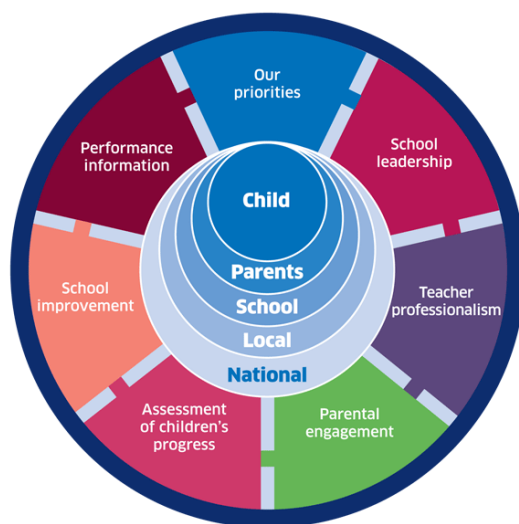 Our
priorities
School
leadership
Teacher
professionalism
Parental
engagement
Assessment
of children's
progress
School
improvement
Performance
information
Child
Parents
School
Local
National